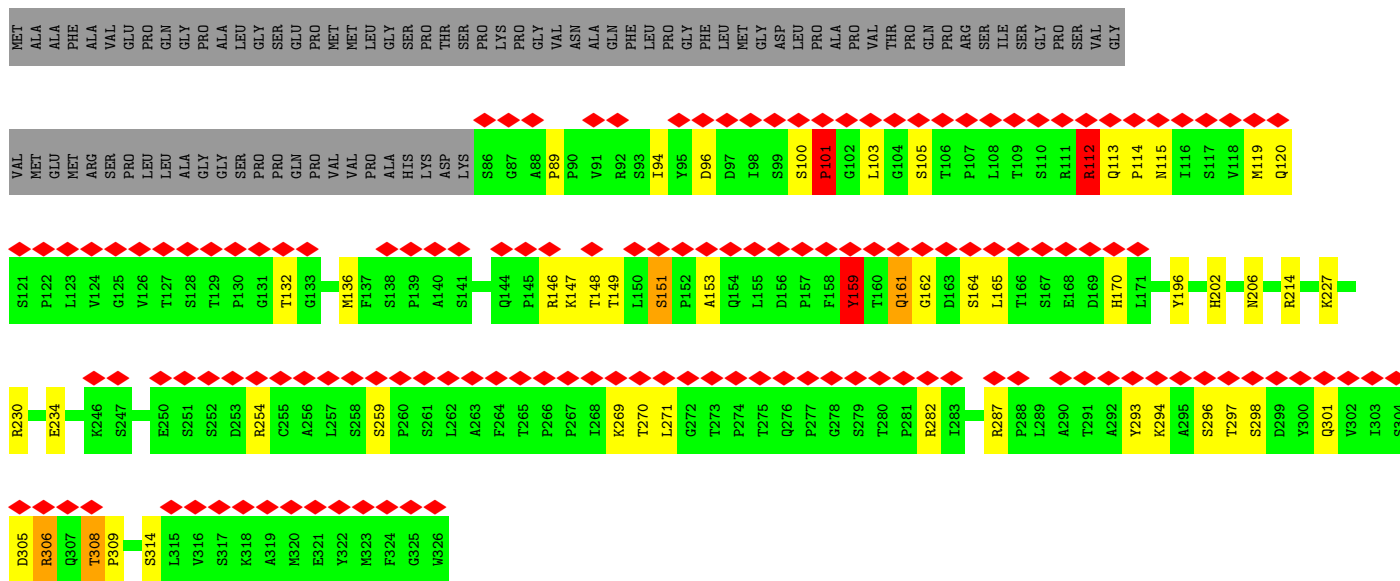 MET ALA ALA PHE ALA VAL GLU PRO GLN GLY PRO ALA LEU GLY SER GLU PRO MET MET LEU GLY SER PRO THR SER PRO LYS PRO GLY VAL ASN ALA GLN PHE LEU PRO GLY PHE LEU MET GLY ASP LEU PRO ALA PRO VAL THR PRO GLN PRO ARG SER ILE SER GLY PRO SER VAL GLY
VAL MET GLU MET ARG SER PRO LEU LEU ALA GLY GLY SER PRO PRO GLN PRO VAL VAL PRO ALA HIS LYS ASP LYS S86 G87 A88 P89 P90 V91 R92 S93 I94 Y95 D96 D97 I98 S99 S100 P101 G102 L103 G104 S105 T106 P107 L108 T109 S110 R111 R112 Q113 P114 N115 I116 S117 V118 M119 Q120
S121 P122 L123 V124 G125 V126 T127 S128 T129 P130 G131 T132 G133 M136 F137 S138 P139 A140 S141 Q144 P145 R146 K147 T148 T149 L150 S151 P152 A153 Q154 L155 D156 P157 F158 Y159 T160 Q161 G162 D163 S164 L165 T166 S167 E168 D169 H170 L171 Y196 H202 N206 R214 K227
R230 E234 K246 S247 E250 S251 S252 D253 R254 C255 A256 L257 S258 S259 P260 S261 L262 A263 F264 T265 P266 P267 I268 K269 T270 L271 G272 T273 P274 T275 Q276 P277 G278 S279 T280 P281 R282 I283 R287 P288 L289 A290 T291 A292 Y293 K294 A295 S296 T297 S298 D299 Y300 Q301 V302 I303
D305 R306 Q307 T308 P309 S314 L315 V316 S317 K318 A319 M320 E321 Y322 M323 F324 G325 W326